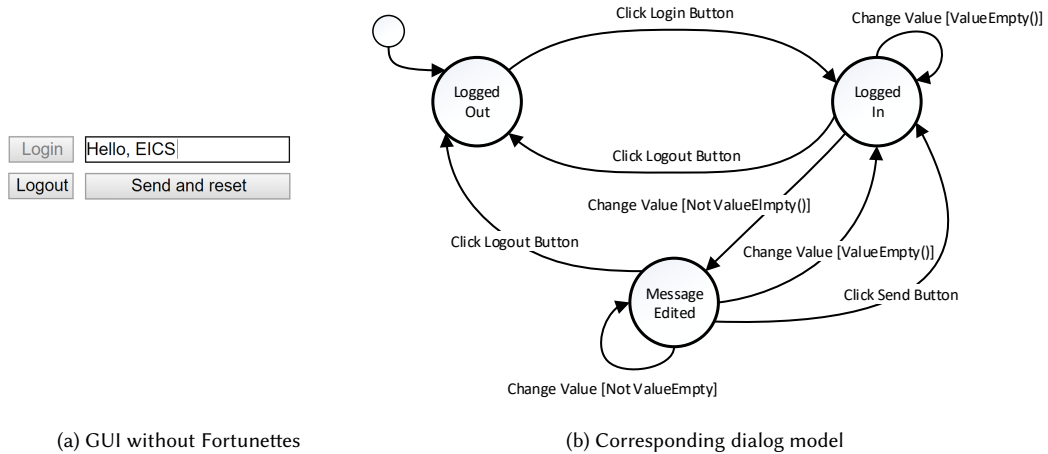 Login
Hello, EICS
Logout
Send and reset
(a) GUI without Fortunettes
Click Login Button
Change Value [ValueEmpty()]
Logged
Out
Logged
In
Click Logout Button
Change Value [Not ValueElmpty()]
Click Logout Button
Change Value [ValueEmpty()]
Message
Edited
Click Send Button
Change Value [Not ValueEmpty]
(b) Corresponding dialog model